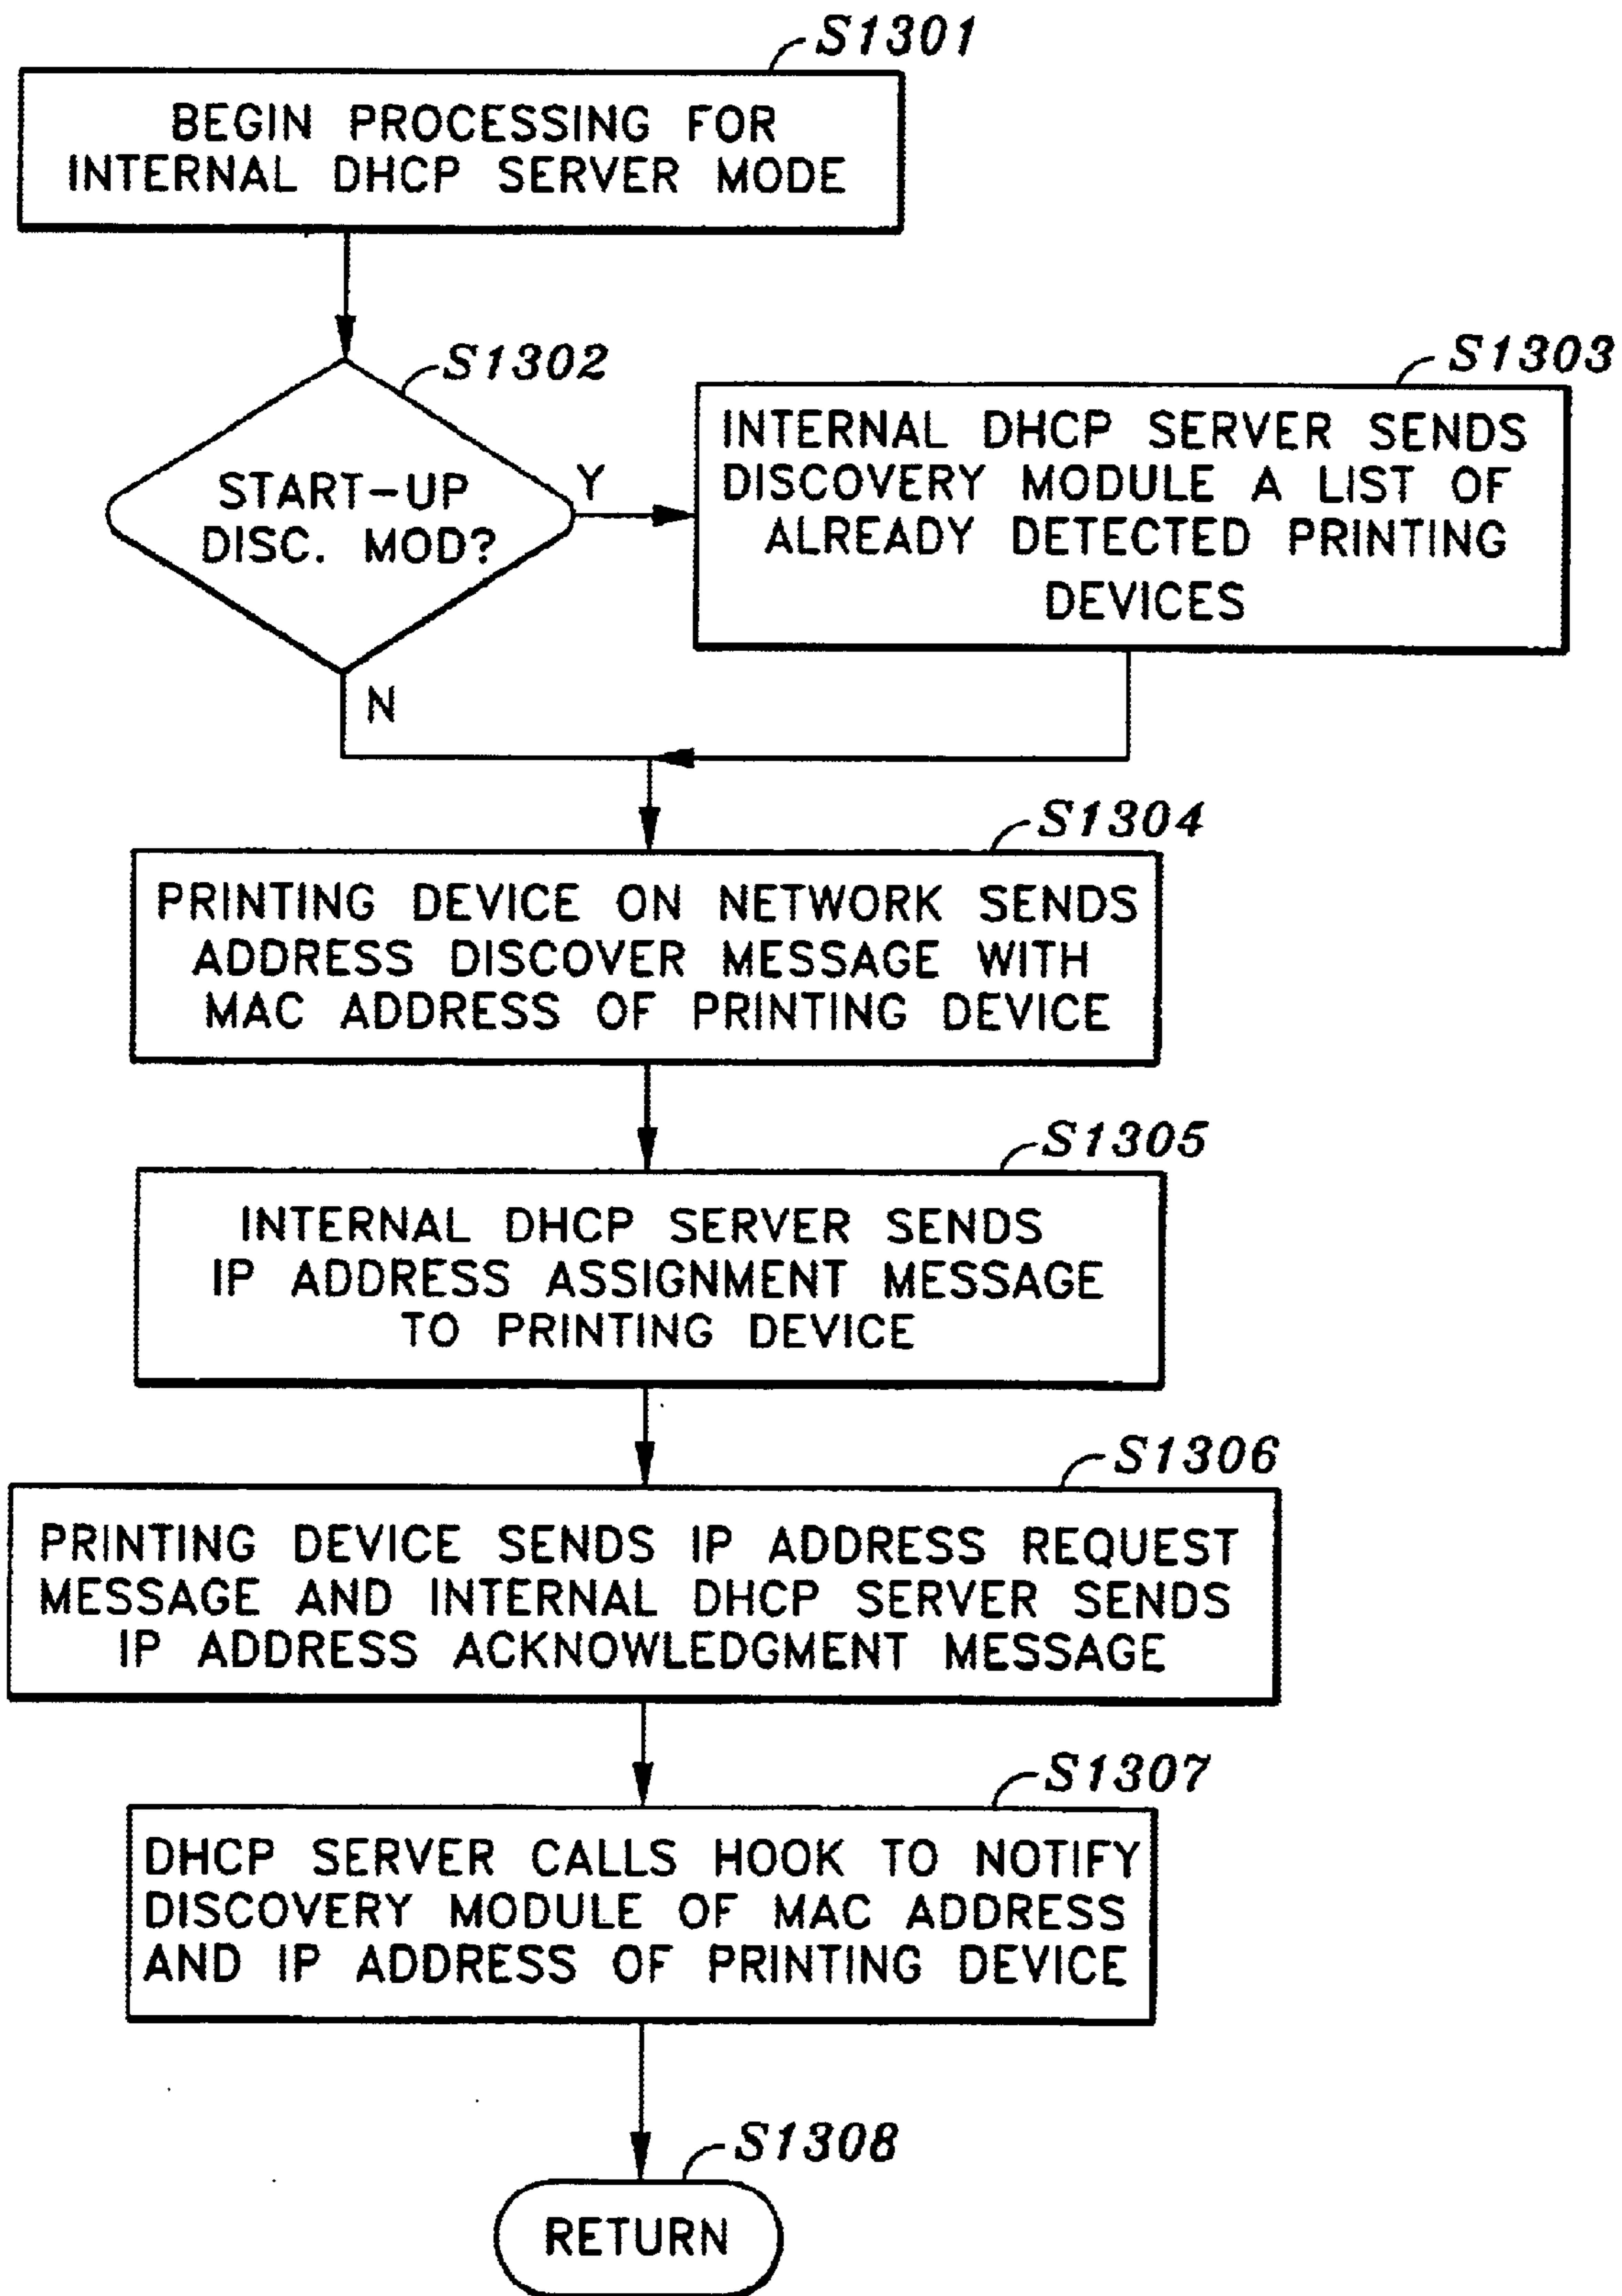 S1301
BEGIN PROCESSING FOR
INTERNAL DHCP SERVER MODE
S1302
START-UP
DISC. MOD?
Y
N
S1303
INTERNAL DHCP SERVER SENDS
DISCOVERY MODULE A LIST OF
ALREADY DETECTED PRINTING
DEVICES
S1304
PRINTING DEVICE ON NETWORK SENDS
ADDRESS DISCOVER MESSAGE WITH
MAC ADDRESS OF PRINTING DEVICE
S1305
INTERNAL DHCP SERVER SENDS
IP ADDRESS ASSIGNMENT MESSAGE
TO PRINTING DEVICE
S1306
PRINTING DEVICE SENDS IP ADDRESS REQUEST
MESSAGE AND INTERNAL DHCP SERVER SENDS
IP ADDRESS ACKNOWLEDGMENT MESSAGE
S1307
DHCP SERVER CALLS HOOK TO NOTIFY
DISCOVERY MODULE OF MAC ADDRESS
AND IP ADDRESS OF PRINTING DEVICE
S1308
RETURN